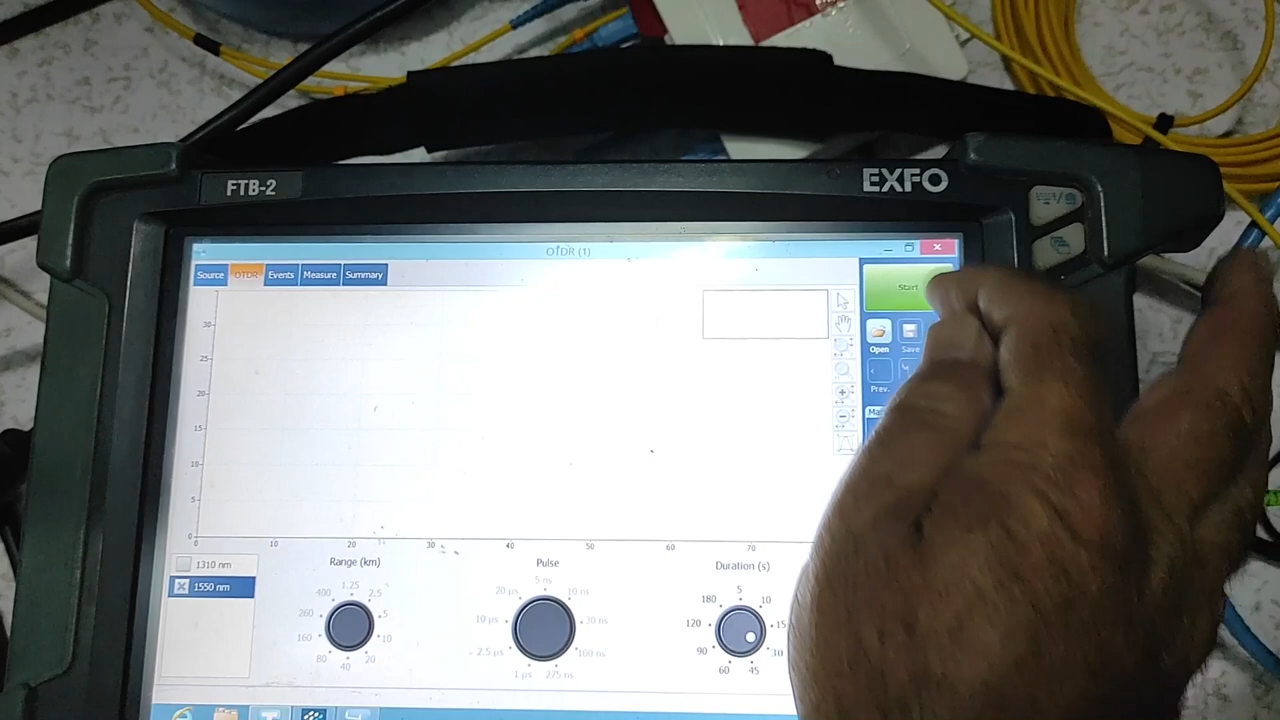 FTB-2
EXFO
OTDR (1)
Source OTDR Events Measure Summary
Start
Open Save
Prev.
30
25
20
15
10
5
0
0 10 20 30 40 50 60 70
1310 nm
1550 nm
Range (km)
1.25
400 2.5
260 5
160 10
80 20
40
Pulse
5 ns
20 µs 10 ns
10 µs 30 ns
2.5 µs 100 ns
1 µs 275 ns
Duration (s)
5
180 10
120 15
90 30
60 45